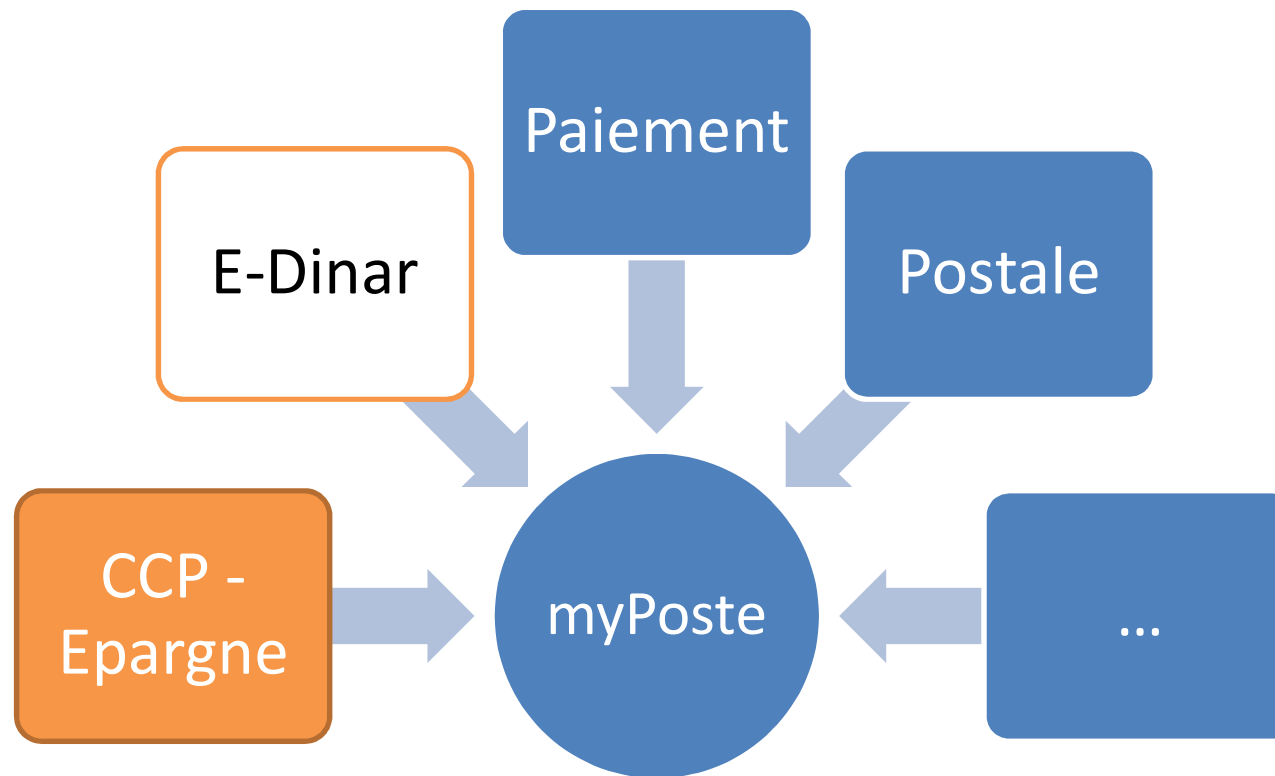 Paiement
E-Dinar
Postale
CCP -
Epargne
myPoste
...